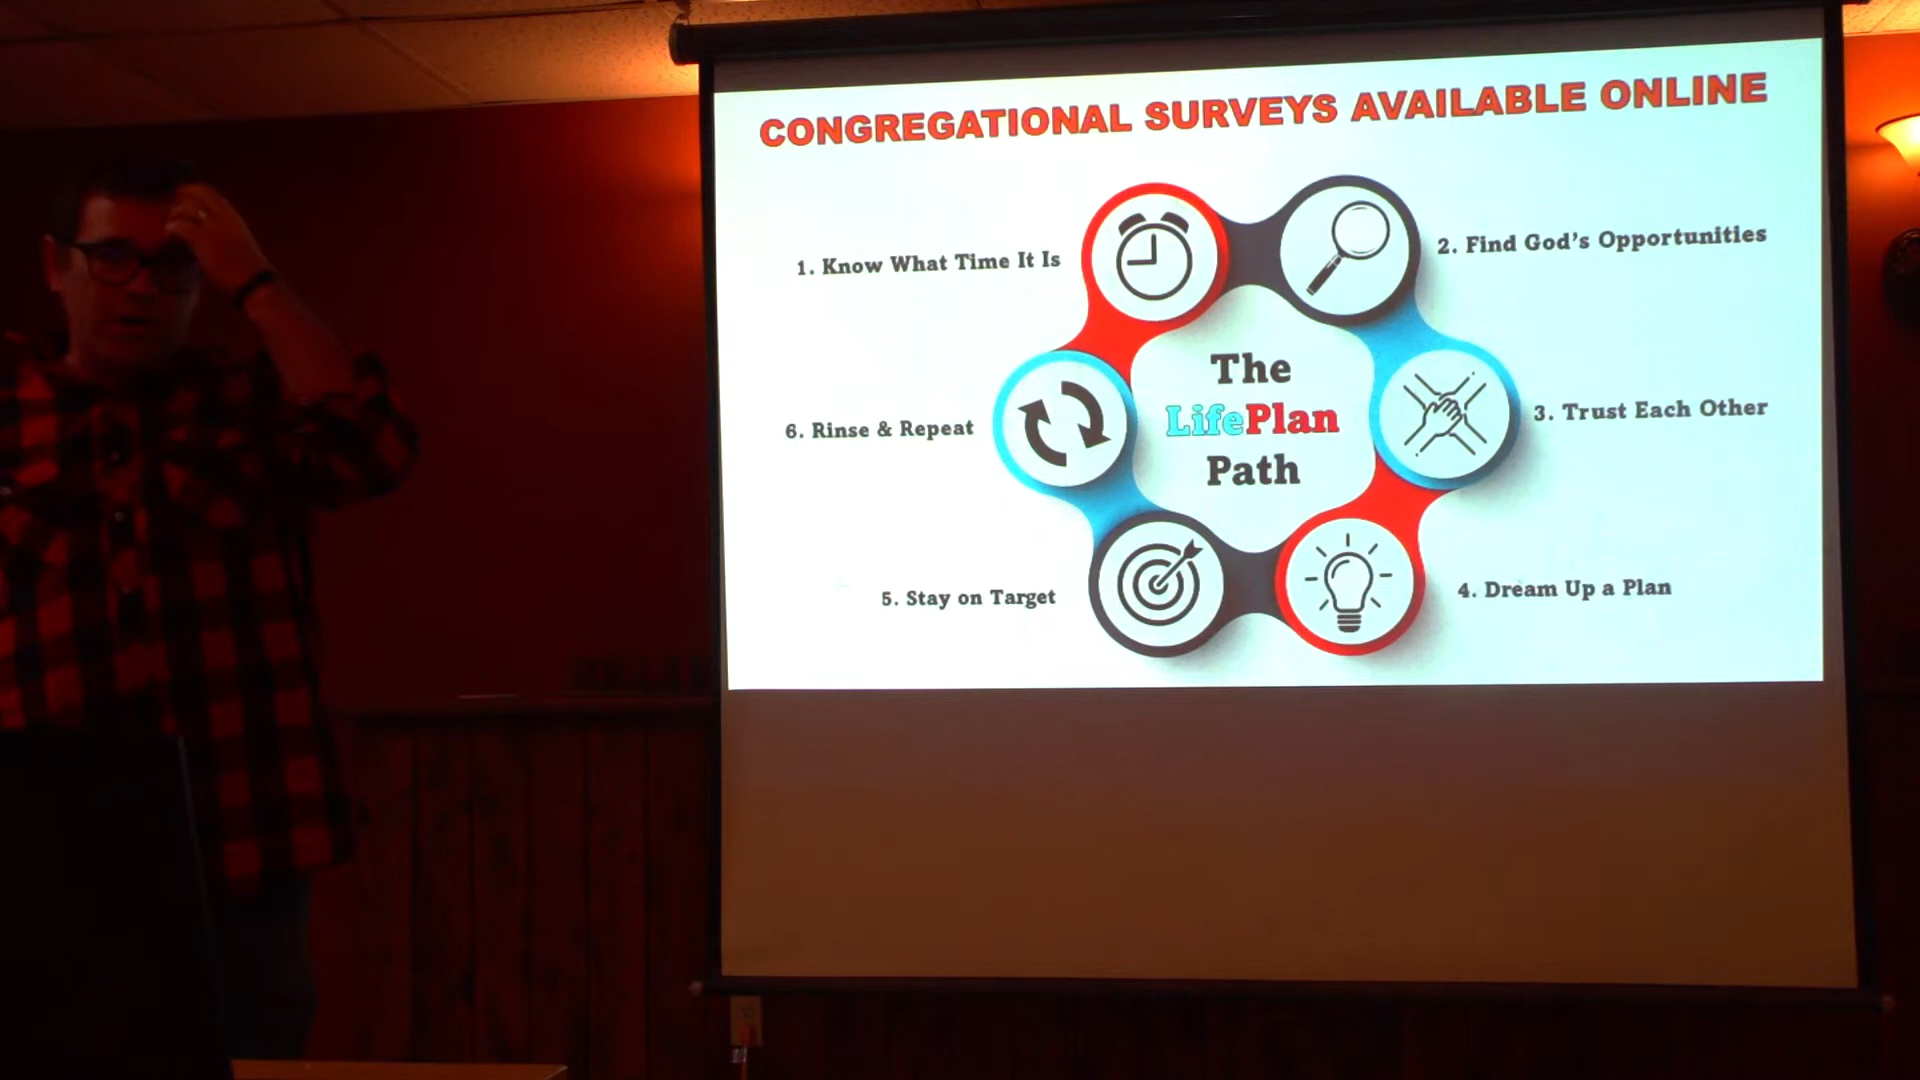 CONGREGATIONAL SURVEYS AVAILABLE ONLINE
1. Know What Time It Is
2. Find God's Opportunities
The
LifePlan
Path
3. Trust Each Other
6. Rinse & Repeat
5. Stay on Target
4. Dream Up a Plan